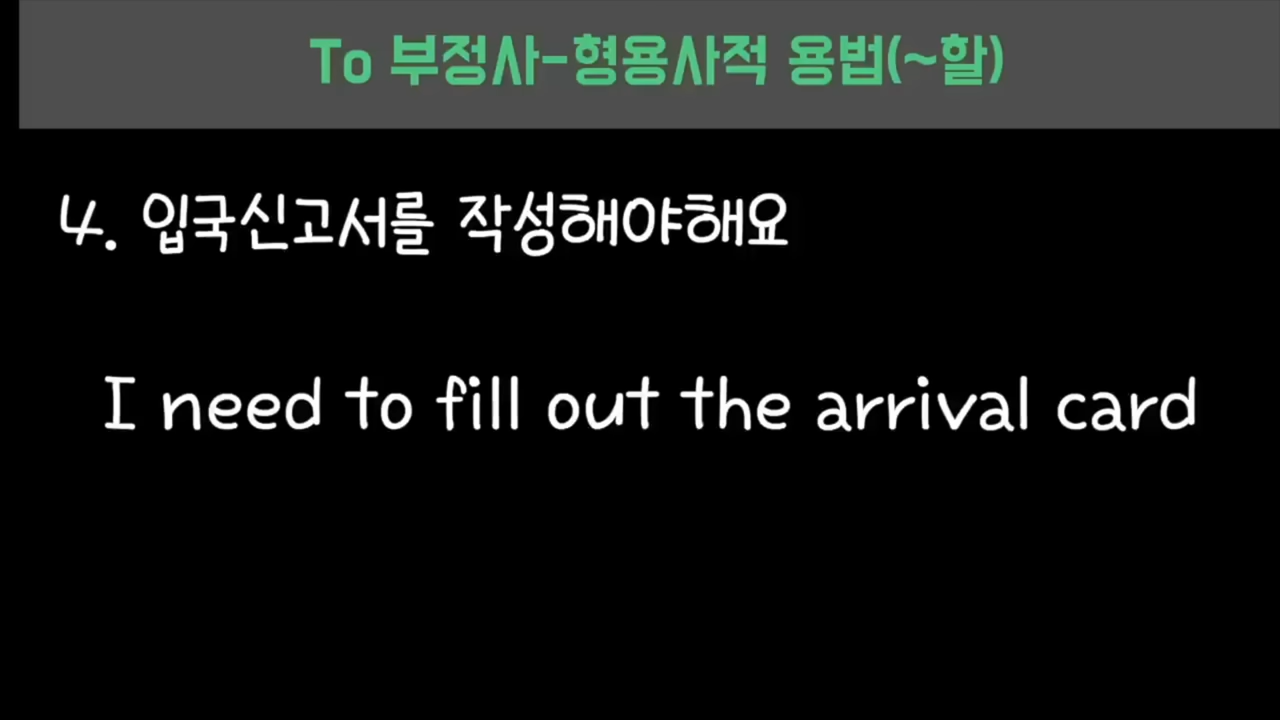 To 부정사-형용사적 용법(~할)
4. 입국신고서를 작성해야해요
I need to fill out the arrival card